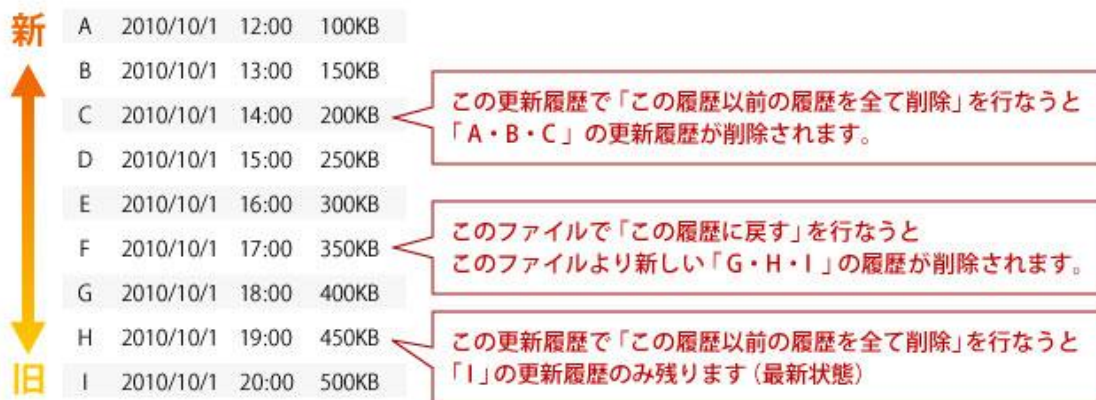 新
A 2010/10/1 12:00 100KB
B 2010/10/1 13:00 150KB
C 2010/10/1 14:00 200KB
この更新履歴で「この履歴以前の履歴を全て削除」を行なうと
「A・B・C」の更新履歴が削除されます。
D 2010/10/1 15:00 250KB
E 2010/10/1 16:00 300KB
F 2010/10/1 17:00 350KB
このファイルで「この履歴に戻す」を行なうと
このファイルより新しい「G・H・I」の履歴が削除されます。
G 2010/10/1 18:00 400KB
H 2010/10/1 19:00 450KB
この更新履歴で「この履歴以前の履歴を全て削除」を行なうと
「I」の更新履歴のみ残ります（最新状態）
旧
I 2010/10/1 20:00 500KB